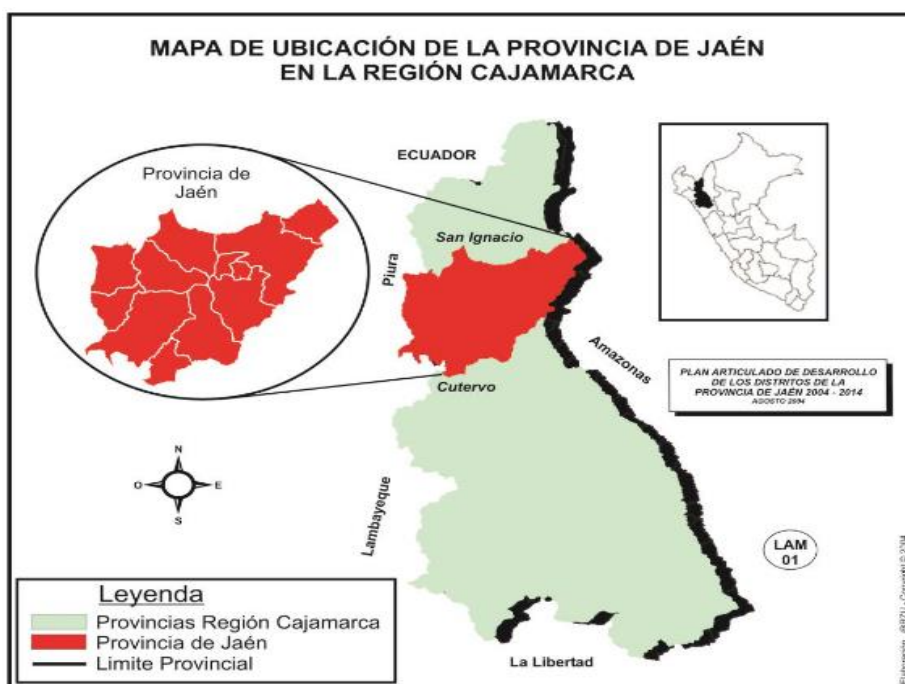 MAPA DE UBICACIÓN DE LA PROVINCIA DE JAÉN
EN LA REGIÓN CAJAMARCA
ECUADOR
Provincia de
Jaén
San Ignacio
Piura
Amazonas
PLAN ARTICULADO DE DESARROLLO
DE LOS DISTRITOS DE LA
PROVINCIA DE JAÉN 2004 - 2014
AGOSTO 2004
Cutervo
N
O
E
S
Lambayeque
LAM
01
Leyenda
Provincias Región Cajamarca
Provincia de Jaén
Limite Provincial
La Libertad
Copyright © 2004